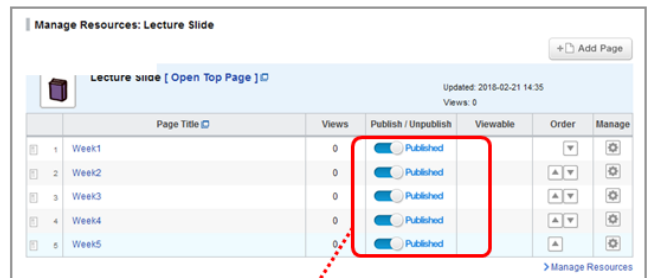 Manage Resources: Lecture Slide
+ Add Page
Lecture Slide [ Open Top Page ]
Updated: 2018-02-21 14:35
Views: 0
Page Title Views Publish / Unpublish Viewable Order Manage
1 Week1 0 Published
2 Week2 0 Published
3 Week3 0 Published
4 Week4 0 Published
5 Week5 0 Published
>Manage Resources